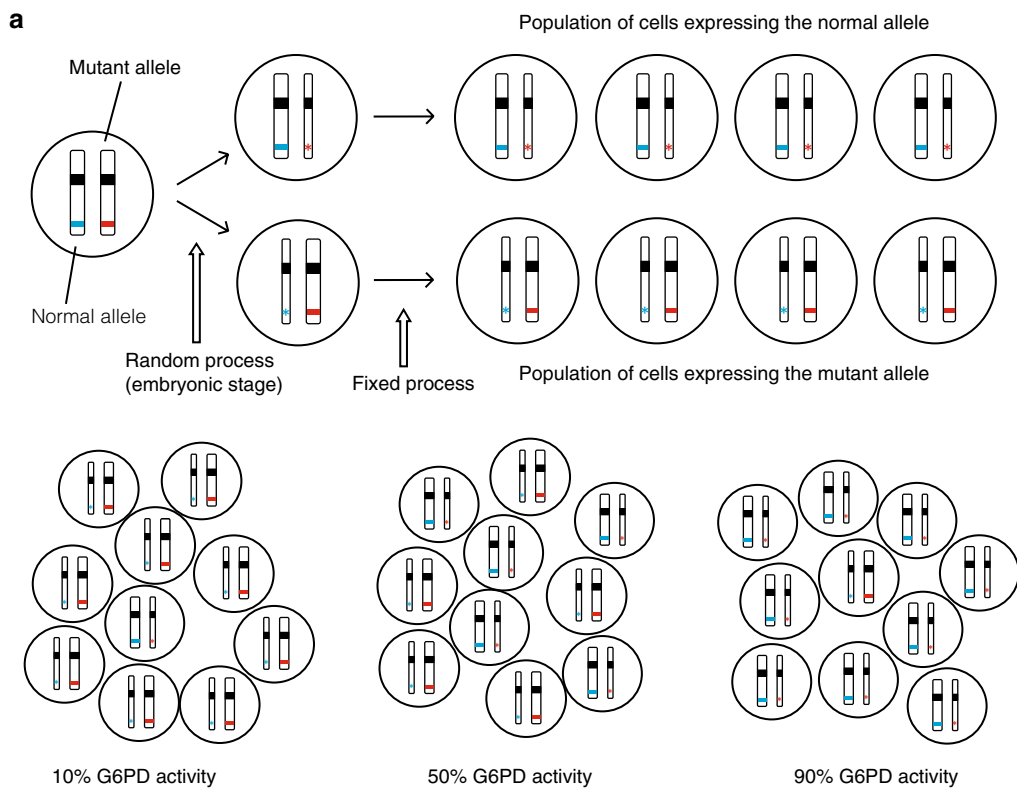 a
Population of cells expressing the normal allele
Mutant allele
Normal allele
Random process
(embryonic stage)
Fixed process
Population of cells expressing the mutant allele
10% G6PD activity
50% G6PD activity
90% G6PD activity